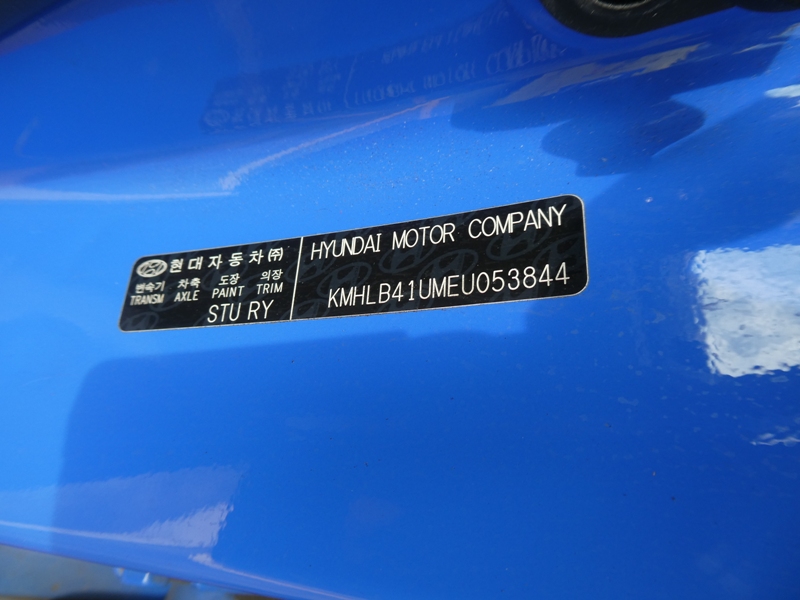 현대자동차㈜
변속기 차축 도장 의장
TRANSM AXLE PAINT TRIM
STU RY
HYUNDAI MOTOR COMPANY
KMHLB41UMEU053844